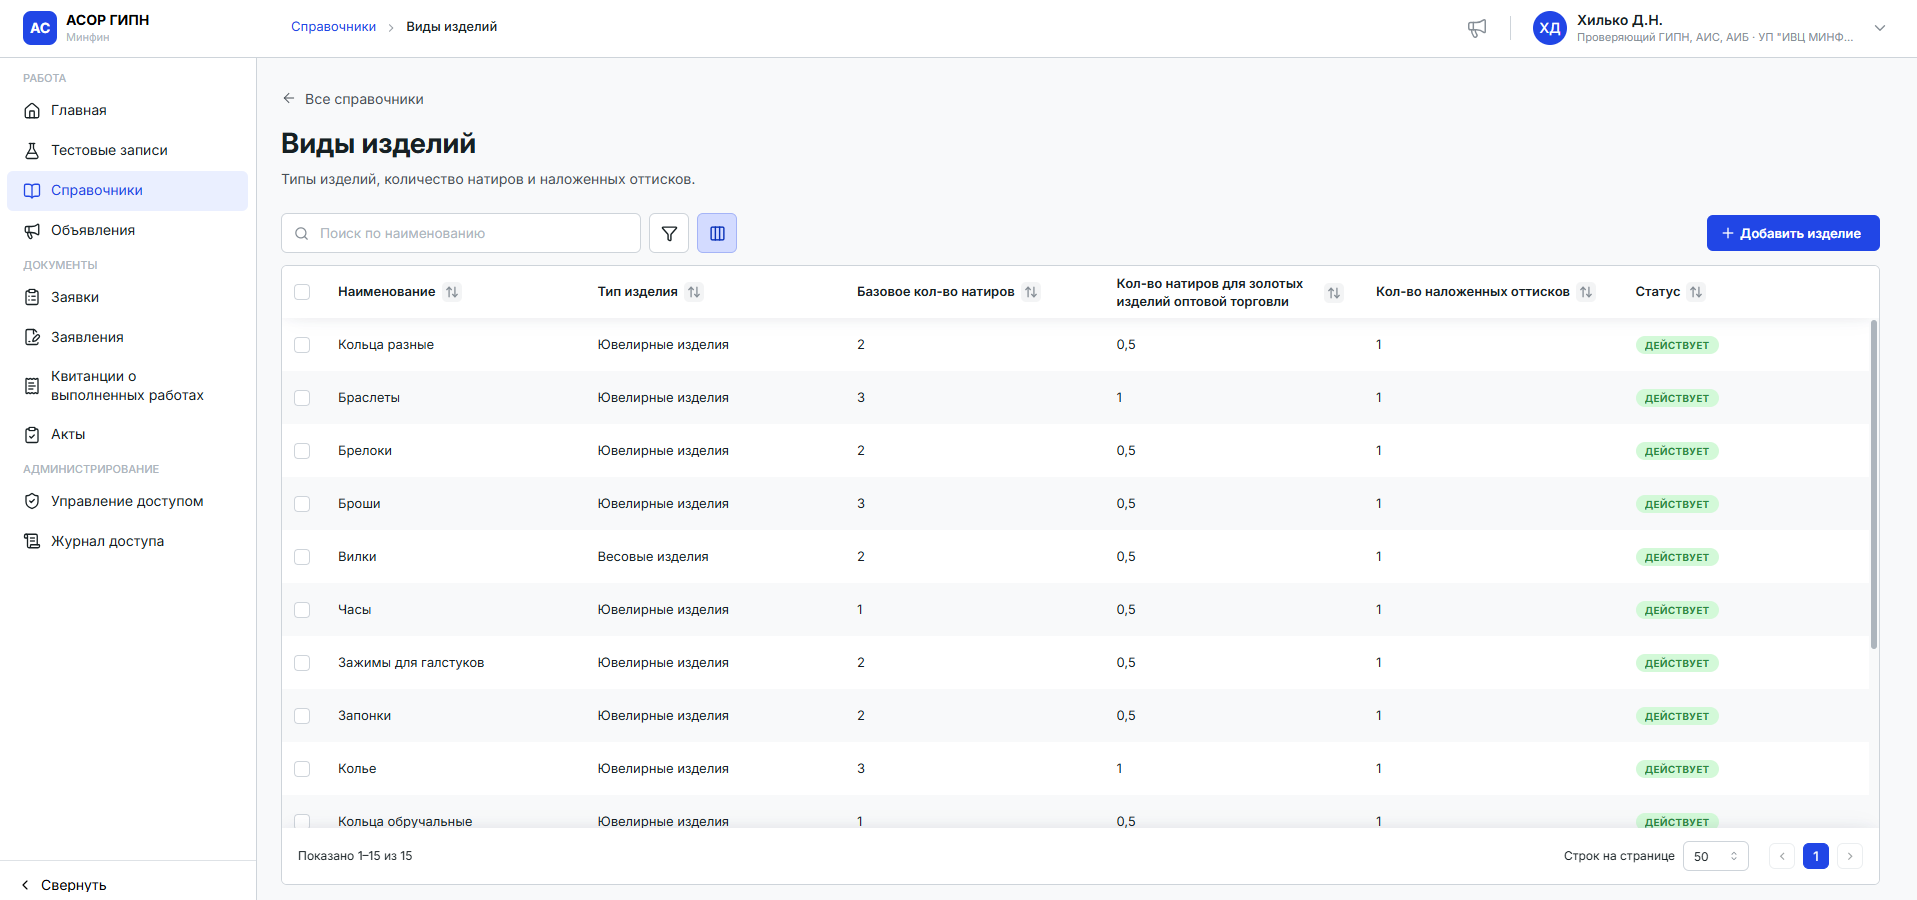 АС
АСОР ГИПН
Минфин
Справочники
Виды изделий
ХД
Хилько Д.Н.
Проверяющий ГИПН, АИС, АИБ · УП "ИВЦ МИНФ...
РАБОТА
Главная
Тестовые записи
Справочники
Объявления
ДОКУМЕНТЫ
Заявки
Заявления
Квитанции о
выполненных работах
Акты
АДМИНИСТРИРОВАНИЕ
Управление доступом
Журнал доступа
Свернуть
Все справочники
Виды изделий
Типы изделий, количество натиров и наложенных оттисков.
Поиск по наименованию
Добавить изделие
Наименование Тип изделия Базовое кол-во натиров Кол-во натиров для золотых изделий оптовой торговли Кол-во наложенных оттисков Статус
Кольца разные Ювелирные изделия 2 0,5 1 ДЕЙСТВУЕТ
Браслеты Ювелирные изделия 3 1 1 ДЕЙСТВУЕТ
Брелоки Ювелирные изделия 2 0,5 1 ДЕЙСТВУЕТ
Броши Ювелирные изделия 3 0,5 1 ДЕЙСТВУЕТ
Вилки Весовые изделия 2 0,5 1 ДЕЙСТВУЕТ
Часы Ювелирные изделия 1 0,5 1 ДЕЙСТВУЕТ
Зажимы для галстуков Ювелирные изделия 2 0,5 1 ДЕЙСТВУЕТ
Запонки Ювелирные изделия 2 0,5 1 ДЕЙСТВУЕТ
Колье Ювелирные изделия 3 1 1 ДЕЙСТВУЕТ
Кольца обручальные Ювелирные изделия 1 0,5 1 ДЕЙСТВУЕТ
Показано 1–15 из 15
Строк на странице 50 1